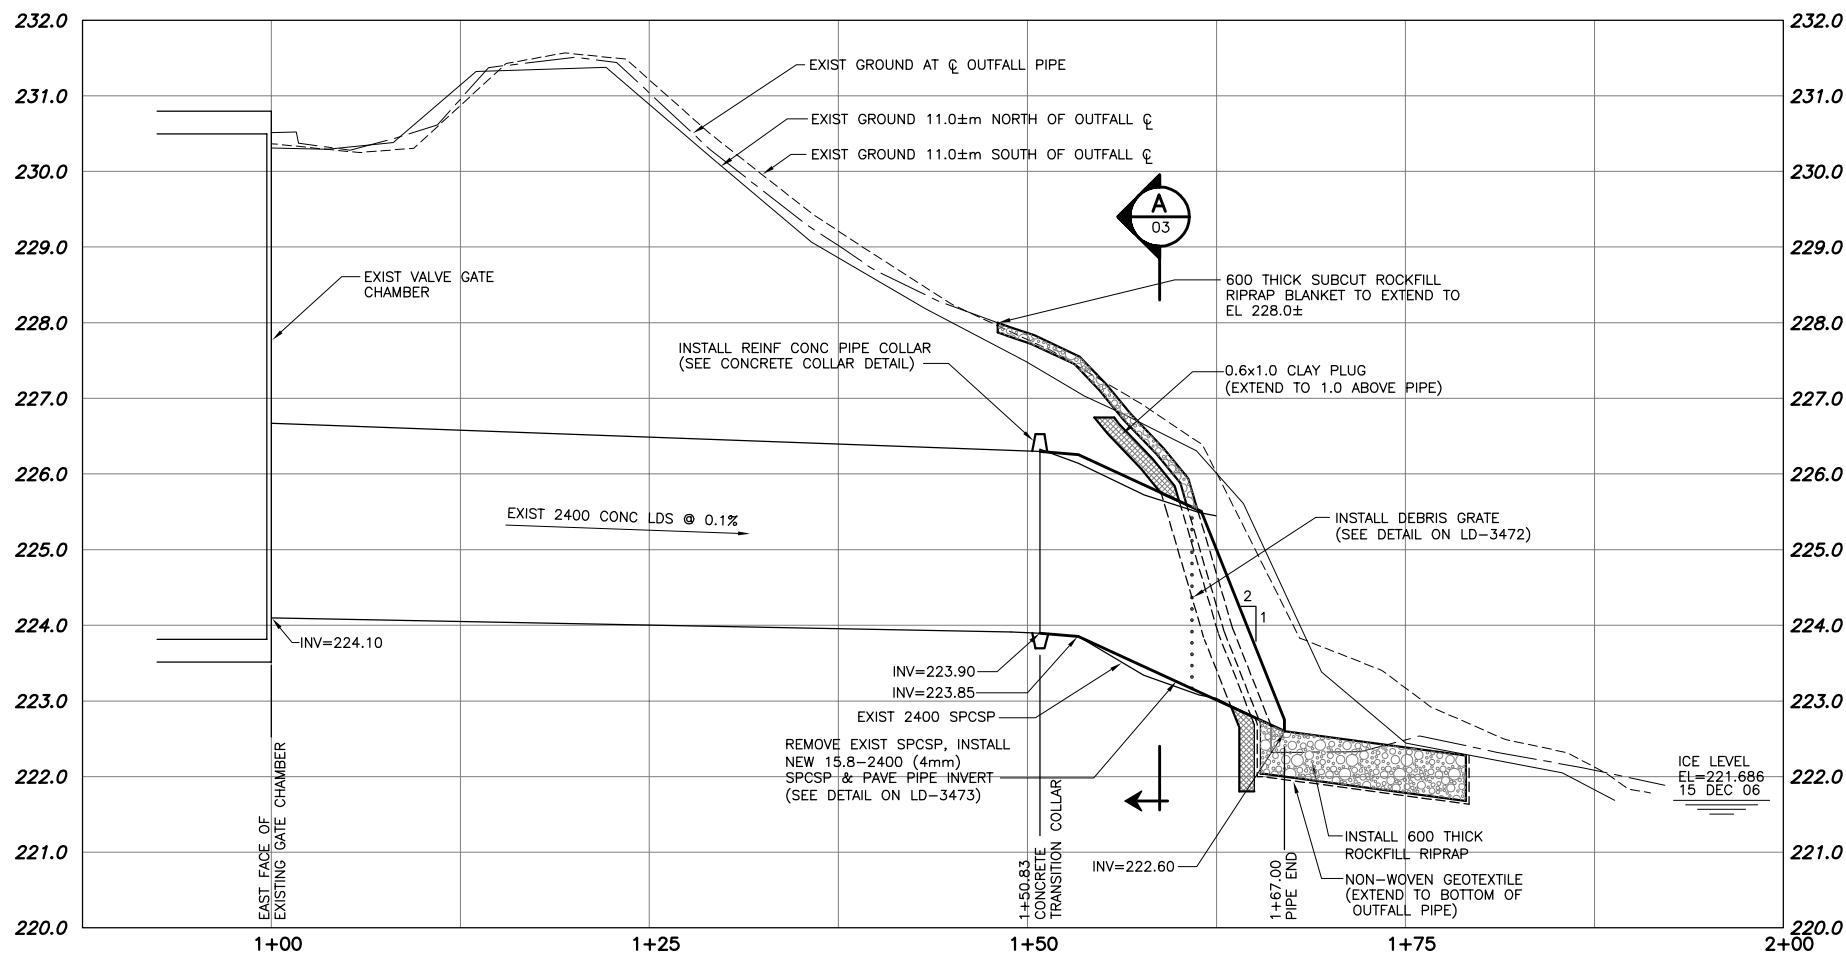 232.0
231.0
230.0
229.0
228.0
227.0
226.0
225.0
224.0
223.0
222.0
221.0
220.0
232.0
231.0
230.0
229.0
228.0
227.0
226.0
225.0
224.0
223.0
222.0
221.0
220.0
EXIST GROUND AT ℄ OUTFALL PIPE
EXIST GROUND 11.0±m NORTH OF OUTFALL ℄
EXIST GROUND 11.0±m SOUTH OF OUTFALL ℄
A
03
EXIST VALVE GATE
CHAMBER
600 THICK SUBCUT ROCKFILL
RIPRAP BLANKET TO EXTEND TO
EL 228.0±
INSTALL REINF CONC PIPE COLLAR
(SEE CONCRETE COLLAR DETAIL)
0.6x1.0 CLAY PLUG
(EXTEND TO 1.0 ABOVE PIPE)
EXIST 2400 CONC LDS @ 0.1%
INSTALL DEBRIS GRATE
(SEE DETAIL ON LD-3472)
2
1
INV=224.10
INV=223.90
INV=223.85
EXIST 2400 SPCSP
REMOVE EXIST SPCSP, INSTALL
NEW 15.8-2400 (4mm)
SPCSP & PAVE PIPE INVERT
(SEE DETAIL ON LD-3473)
ICE LEVEL
EL=221.686
15 DEC 06
INV=222.60
INSTALL 600 THICK
ROCKFILL RIPRAP
NON-WOVEN GEOTEXTILE
(EXTEND TO BOTTOM OF
OUTFALL PIPE)
EAST FACE OF
EXISTING GATE CHAMBER
1+50.83
CONCRETE
TRANSITION COLLAR
1+67.00
PIPE END
1+00
1+25
1+50
1+75
2+00